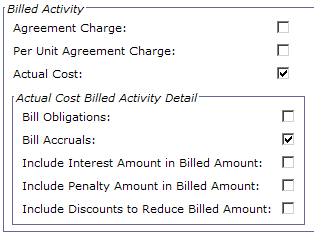 Billed Activity
Agreement Charge:
Per Unit Agreement Charge:
Actual Cost:
Actual Cost Billed Activity Detail
Bill Obligations:
Bill Accruals:
Include Interest Amount in Billed Amount:
Include Penalty Amount in Billed Amount:
Include Discounts to Reduce Billed Amount: